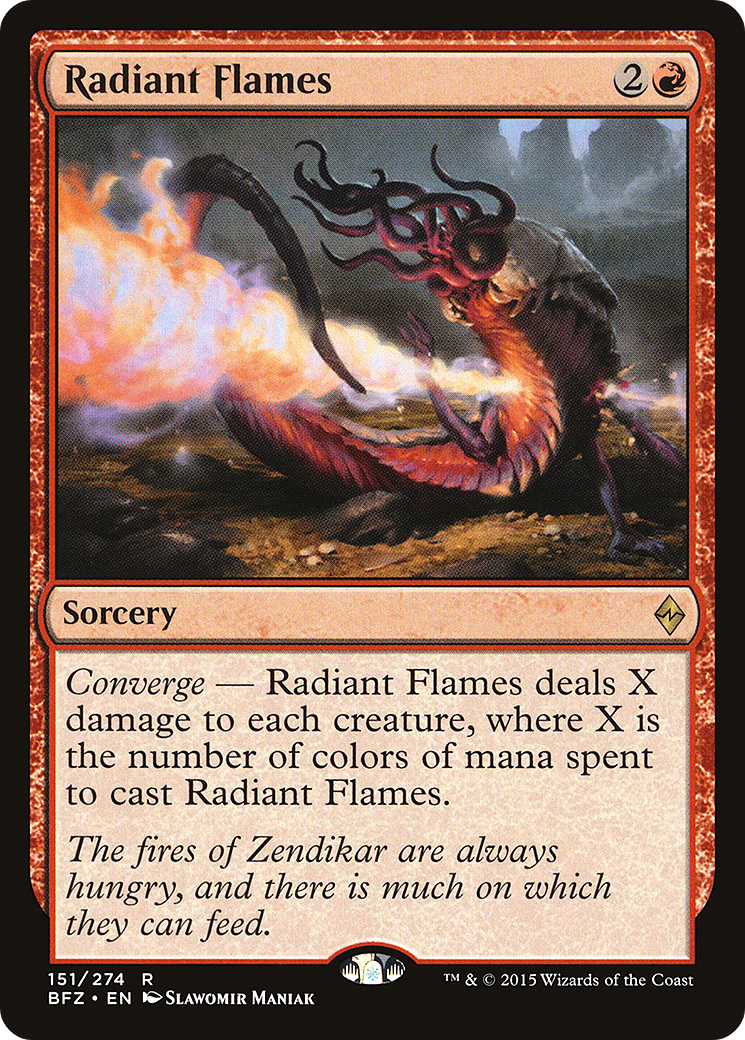 Radiant Flames 2
Sorcery
Converge — Radiant Flames deals X
damage to each creature, where X is
the number of colors of mana spent
to cast Radiant Flames.
The fires of Zendikar are always
hungry, and there is much on which
they can feed.
151/274 R
BFZ • EN Slawomir Maniak
™ & © 2015 Wizards of the Coast